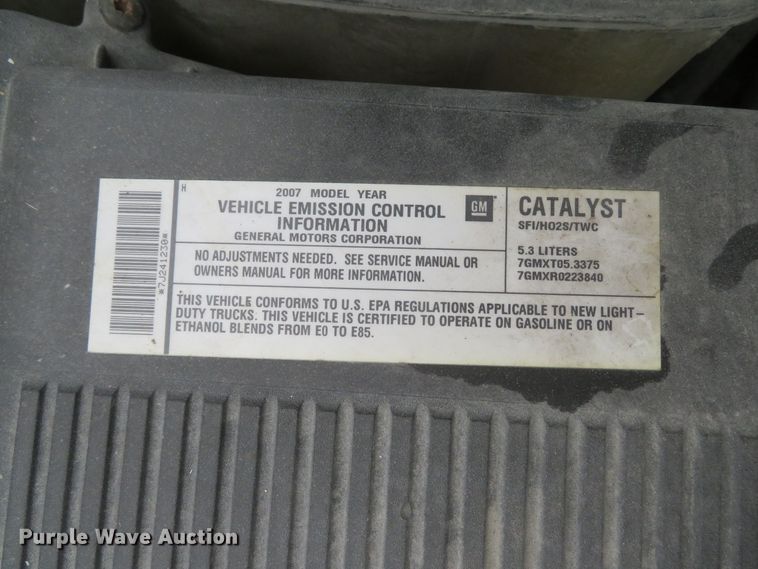 H
2007 MODEL YEAR
VEHICLE EMISSION CONTROL
INFORMATION
GENERAL MOTORS CORPORATION
GM
NO ADJUSTMENTS NEEDED. SEE SERVICE MANUAL OR
OWNERS MANUAL FOR MORE INFORMATION.
CATALYST
SFI/HO2S/TWC
5.3 LITERS
7GMXT05.3375
7GMXR0223840
THIS VEHICLE CONFORMS TO U.S. EPA REGULATIONS APPLICABLE TO NEW LIGHT-
DUTY TRUCKS. THIS VEHICLE IS CERTIFIED TO OPERATE ON GASOLINE OR ON
ETHANOL BLENDS FROM E0 TO E85.
*7J241230*
Purple Wave Auction®